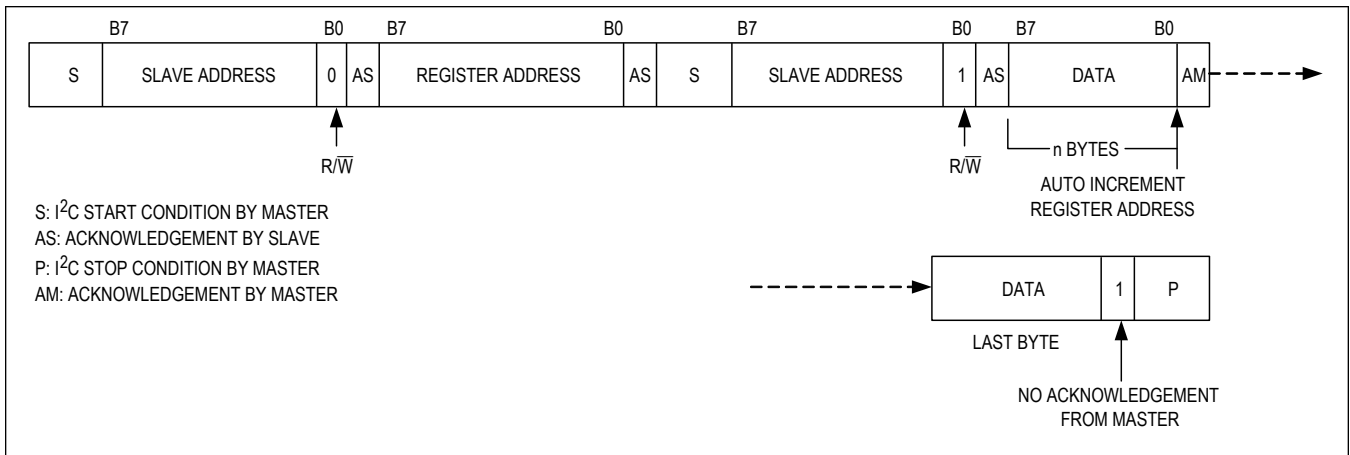 B7 B0 B7 B0 B7 B0 B7 B0
S SLAVE ADDRESS 0 AS REGISTER ADDRESS AS S SLAVE ADDRESS 1 AS DATA AM
R/W̅ R/W̅
n BYTES
AUTO INCREMENT
REGISTER ADDRESS
S: I²C START CONDITION BY MASTER
AS: ACKNOWLEDGEMENT BY SLAVE
P: I²C STOP CONDITION BY MASTER
AM: ACKNOWLEDGEMENT BY MASTER
DATA 1 P
LAST BYTE
NO ACKNOWLEDGEMENT
FROM MASTER